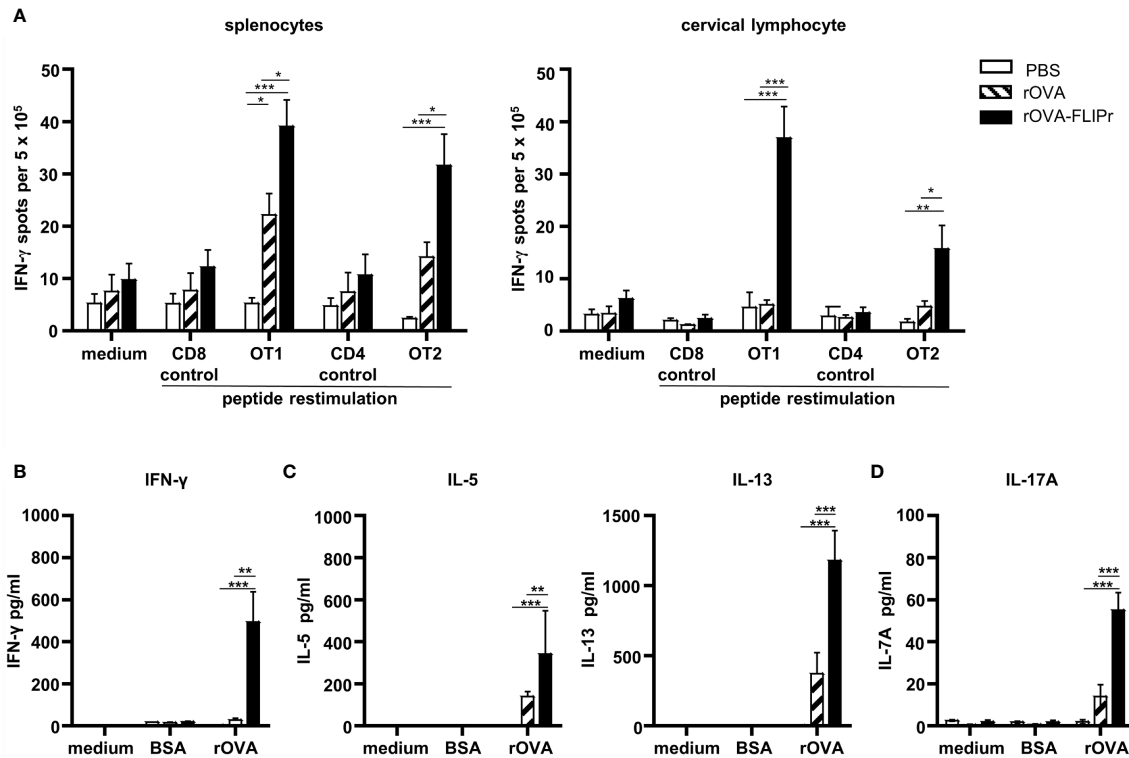 A
splenocytes
cervical lymphocyte
PBS
rOVA
rOVA-FLIPr
IFN-γ spots per 5 x 10⁵
50
40
30
20
10
0
* *** *
* ***
medium CD8 control OT1 CD4 control OT2
peptide restimulation
IFN-γ spots per 5 x 10⁵
50
40
30
20
10
0
*** ***
* **
medium CD8 control OT1 CD4 control OT2
peptide restimulation
B
IFN-γ
IFN-γ pg/ml
1000
800
600
400
200
0
**
***
medium BSA rOVA
C
IL-5
IL-5 pg/ml
1000
800
600
400
200
0
**
***
medium BSA rOVA
IL-13
IL-13 pg/ml
1500
1000
500
0
***
***
medium BSA rOVA
D
IL-17A
IL-7A pg/ml
100
80
60
40
20
0
***
***
medium BSA rOVA